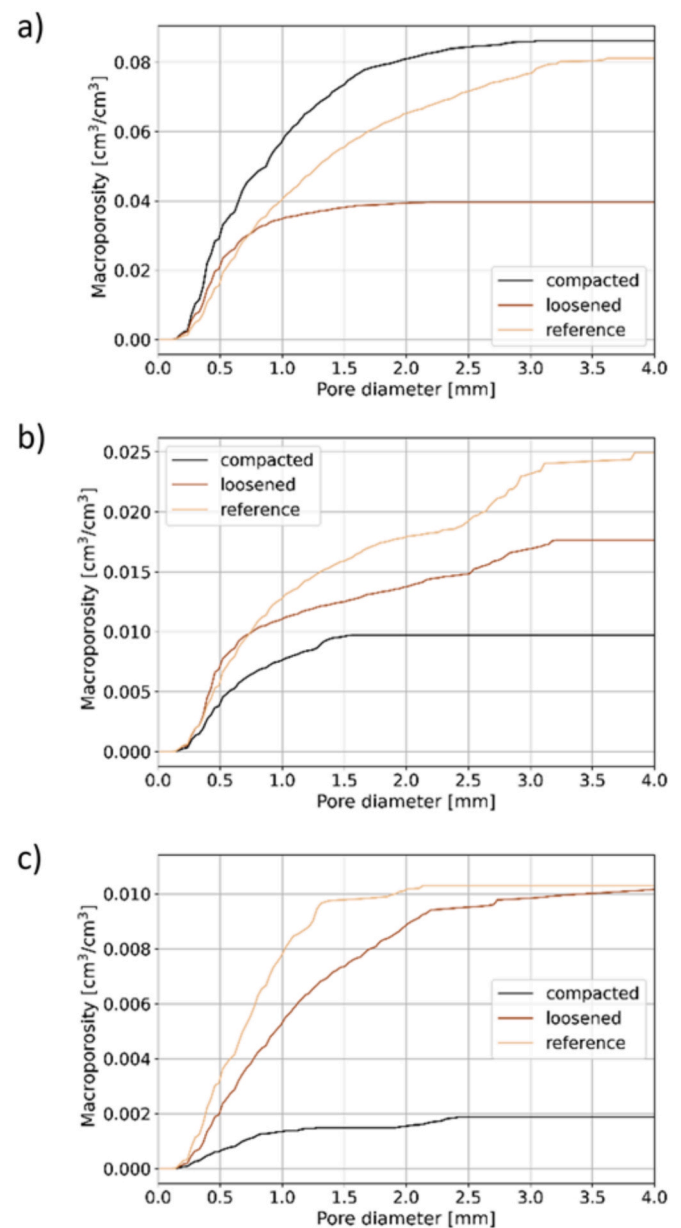 a)
Macroporosity [cm³/cm³]
0.08
0.06
0.04
0.02
0.00
compacted
loosened
reference
0.0 0.5 1.0 1.5 2.0 2.5 3.0 3.5 4.0
Pore diameter [mm]
b)
Macroporosity [cm³/cm³]
0.025
0.020
0.015
0.010
0.005
0.000
compacted
loosened
reference
0.0 0.5 1.0 1.5 2.0 2.5 3.0 3.5 4.0
Pore diameter [mm]
c)
Macroporosity [cm³/cm³]
0.010
0.008
0.006
0.004
0.002
0.000
compacted
loosened
reference
0.0 0.5 1.0 1.5 2.0 2.5 3.0 3.5 4.0
Pore diameter [mm]